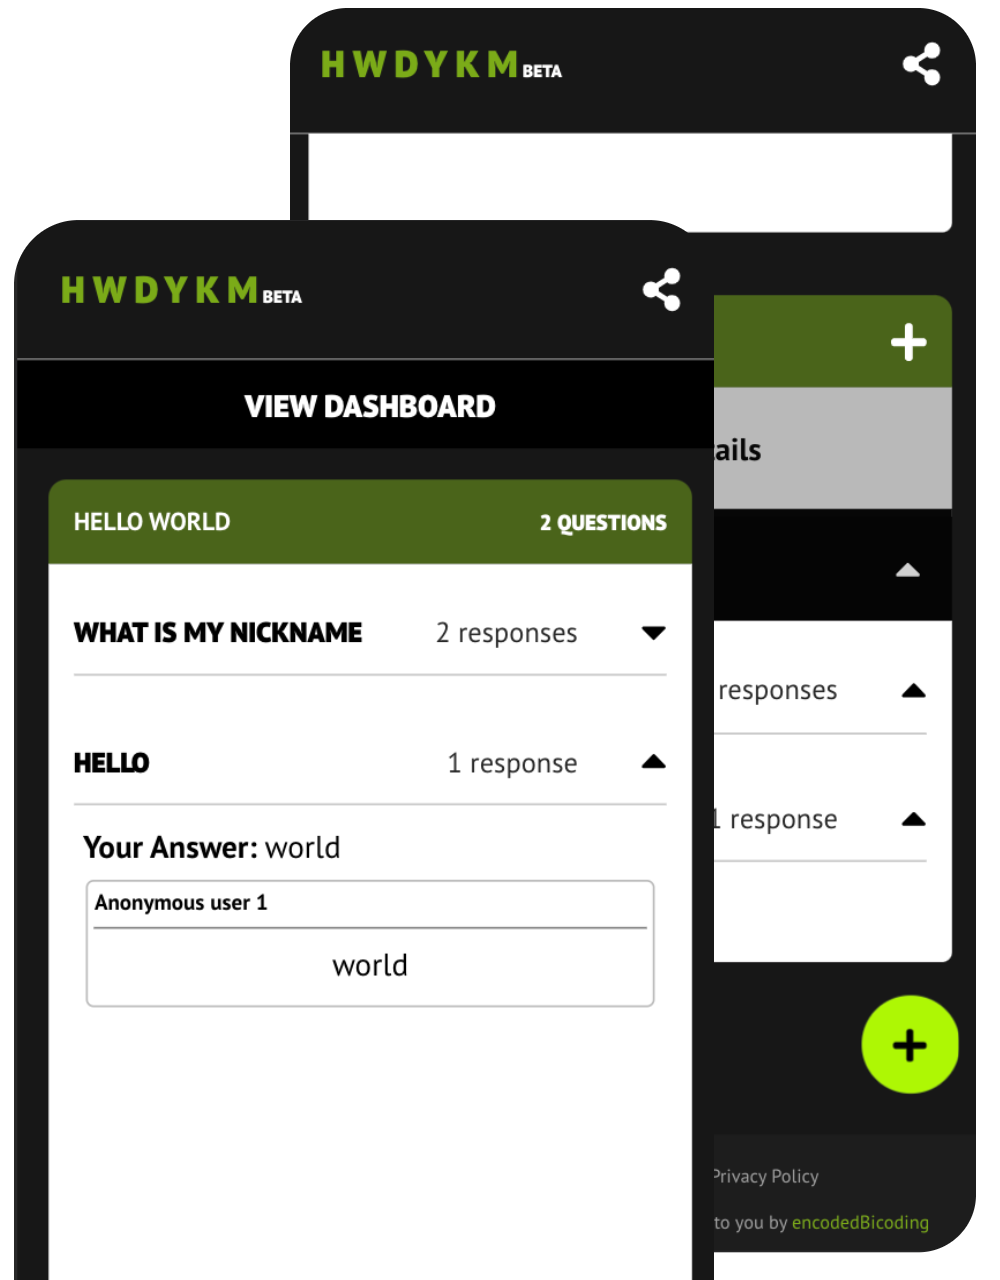 HWDYKM BETA
HWDYKM BETA
VIEW DASHBOARD
HELLO WORLD 2 QUESTIONS
WHAT IS MY NICKNAME 2 responses
HELLO 1 response
Your Answer: world
Anonymous user 1
world
responses
1 response
Privacy Policy
to you by encodedBicoding